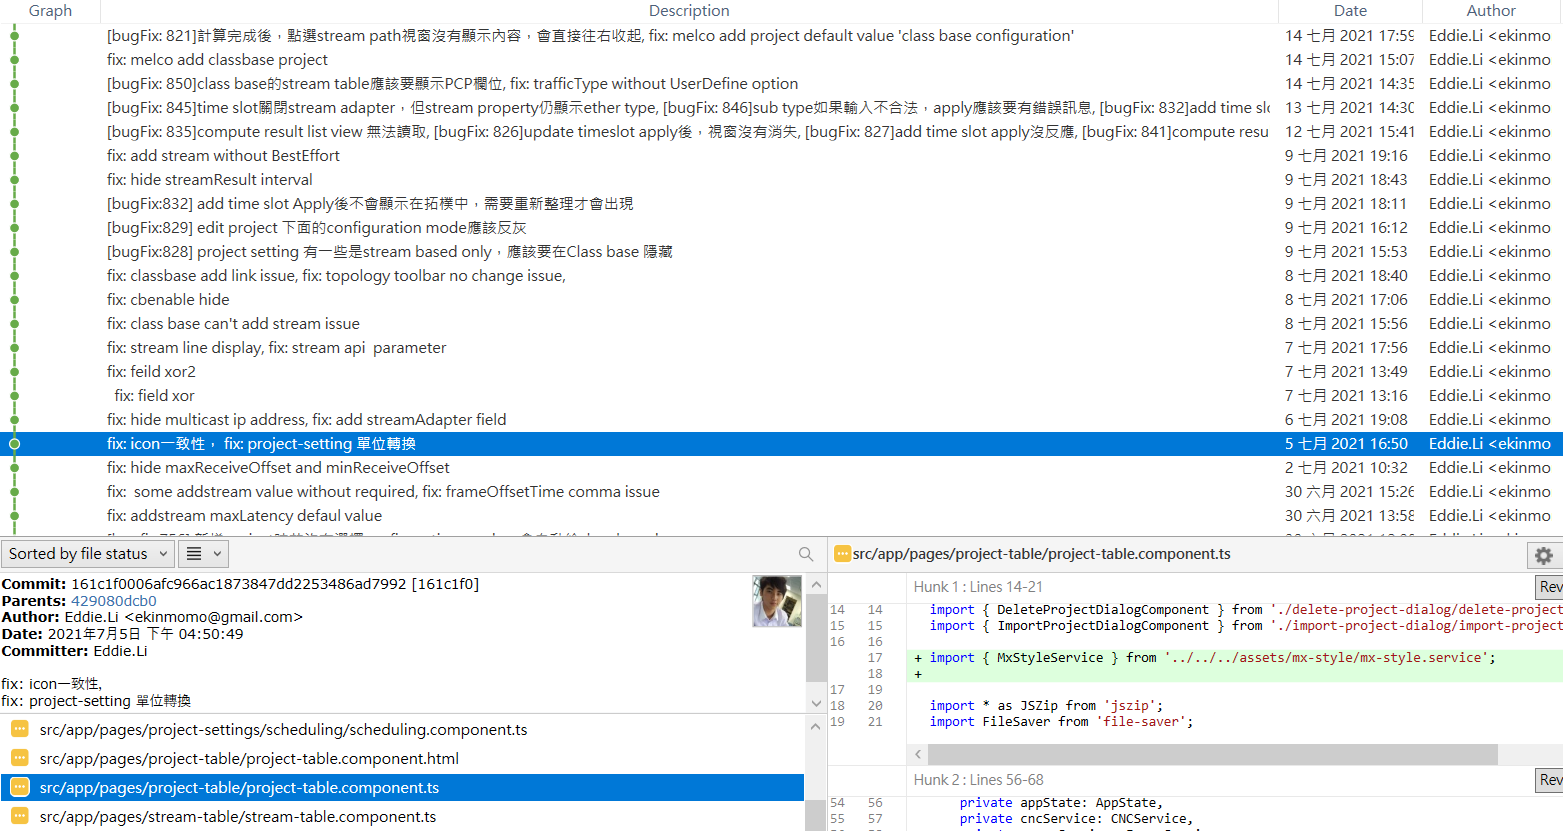 Graph Description Date Author
[bugFix: 821]計算完成後，點選stream path視窗沒有顯示內容，會直接往右收起, fix: melco add project default value 'class base configuration' 14 七月 2021 17:59 Eddie.Li <ekinmo
fix: melco add classbase project 14 七月 2021 15:07 Eddie.Li <ekinmo
[bugFix: 850]class base的stream table應該要顯示PCP欄位, fix: trafficType without UserDefine option 14 七月 2021 14:35 Eddie.Li <ekinmo
[bugFix: 845]time slot關閉stream adapter，但stream property仍顯示ether type, [bugFix: 846]sub type如果輸入不合法，apply應該要有錯誤訊息, [bugFix: 832]add time slo 13 七月 2021 14:30 Eddie.Li <ekinmo
[bugFix: 835]compute result list view 無法讀取, [bugFix: 826]update timeslot apply後，視窗沒有消失, [bugFix: 827]add time slot apply沒反應, [bugFix: 841]compute resu 12 七月 2021 15:41 Eddie.Li <ekinmo
fix: add stream without BestEffort 9 七月 2021 19:16 Eddie.Li <ekinmo
fix: hide streamResult interval 9 七月 2021 18:43 Eddie.Li <ekinmo
[bugFix:832] add time slot Apply後不會顯示在拓樸中，需要重新整理才會出現 9 七月 2021 18:11 Eddie.Li <ekinmo
[bugFix:829] edit project 下面的configuration mode應該反灰 9 七月 2021 16:12 Eddie.Li <ekinmo
[bugFix:828] project setting 有一些是stream based only，應該要在Class base 隱藏 9 七月 2021 15:53 Eddie.Li <ekinmo
fix: classbase add link issue, fix: topology toolbar no change issue, 8 七月 2021 18:40 Eddie.Li <ekinmo
fix: cbenable hide 8 七月 2021 17:06 Eddie.Li <ekinmo
fix: class base can't add stream issue 8 七月 2021 15:56 Eddie.Li <ekinmo
fix: stream line display, fix: stream api  parameter 7 七月 2021 17:56 Eddie.Li <ekinmo
fix: feild xor2 7 七月 2021 13:49 Eddie.Li <ekinmo
fix: field xor 7 七月 2021 13:16 Eddie.Li <ekinmo
fix: hide multicast ip address, fix: add streamAdapter field 6 七月 2021 19:08 Eddie.Li <ekinmo
fix: icon一致性， fix: project-setting 單位轉換 5 七月 2021 16:50 Eddie.Li <ekinmo
fix: hide maxReceiveOffset and minReceiveOffset 2 七月 2021 10:32 Eddie.Li <ekinmo
fix:  some addstream value without required, fix: frameOffsetTime comma issue 30 六月 2021 15:26 Eddie.Li <ekinmo
fix: addstream maxLatency defaul value 30 六月 2021 13:58 Eddie.Li <ekinmo
Sorted by file status
Commit: 161c1f0006afc966ac1873847dd2253486ad7992 [161c1f0]
Parents: 429080dcb0
Author: Eddie.Li <ekinmomo@gmail.com>
Date: 2021年7月5日 下午 04:50:49
Committer: Eddie.Li
fix: icon一致性,
fix: project-setting 單位轉換
src/app/pages/project-settings/scheduling/scheduling.component.ts
src/app/pages/project-table/project-table.component.html
src/app/pages/project-table/project-table.component.ts
src/app/pages/stream-table/stream-table.component.ts
src/app/pages/project-table/project-table.component.ts
Hunk 1 : Lines 14-21 Rev
14 14 import { DeleteProjectDialogComponent } from './delete-project-dialog/delete-project
15 15 import { ImportProjectDialogComponent } from './import-project-dialog/import-project
16 16
17 + import { MxStyleService } from '../../../assets/mx-style/mx-style.service';
18 +
17 19
18 20 import * as JSZip from 'jszip';
19 21 import FileSaver from 'file-saver';
Hunk 2 : Lines 56-68 Rev
54 56 private appState: AppState,
55 57 private cncService: CNCService,